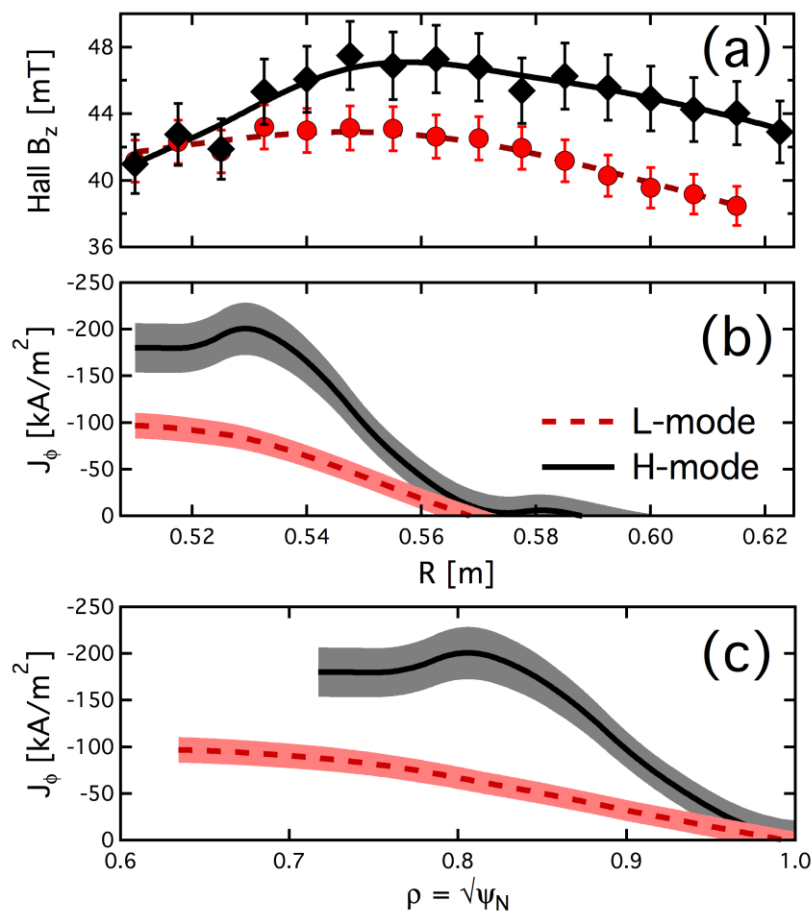 (a)
Hall B_z [mT]
48
44
40
36
(b)
J_ϕ [kA/m²]
-250
-200
-150
-100
-50
0
L-mode
H-mode
0.52 0.54 0.56 0.58 0.60 0.62
R [m]
(c)
J_ϕ [kA/m²]
-250
-200
-150
-100
-50
0
0.6 0.7 0.8 0.9 1.0
ρ = √ψ_N